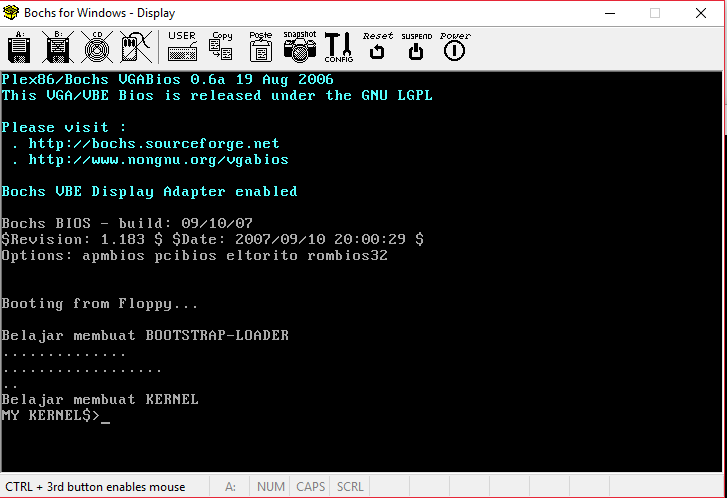 Bochs for Windows - Display
A: B: CD USER Copy Paste snapshot CONFIG Reset SUSPEND Power
Plex86/Bochs VGABios 0.6a 19 Aug 2006
This VGA/VBE Bios is released under the GNU LGPL
Please visit :
. http://bochs.sourceforge.net
. http://www.nongnu.org/vgabios
Bochs VBE Display Adapter enabled
Bochs BIOS - build: 09/10/07
$Revision: 1.183 $ $Date: 2007/09/10 20:00:29 $
Options: apmbios pcibios eltorito rombios32
Booting from Floppy...
Belajar membuat BOOTSTRAP-LOADER
..............
..................
..
Belajar membuat KERNEL
MY KERNEL$>_
CTRL + 3rd button enables mouse A: NUM CAPS SCRL